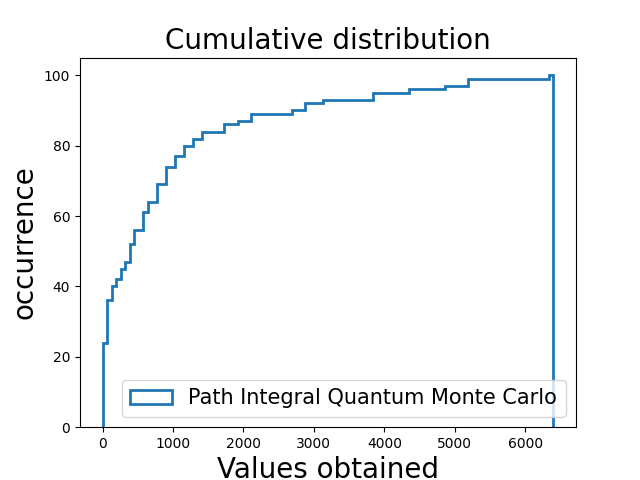 Cumulative distribution
occurrence
100
80
60
40
20
0
Path Integral Quantum Monte Carlo
0 1000 2000 3000 4000 5000 6000
Values obtained